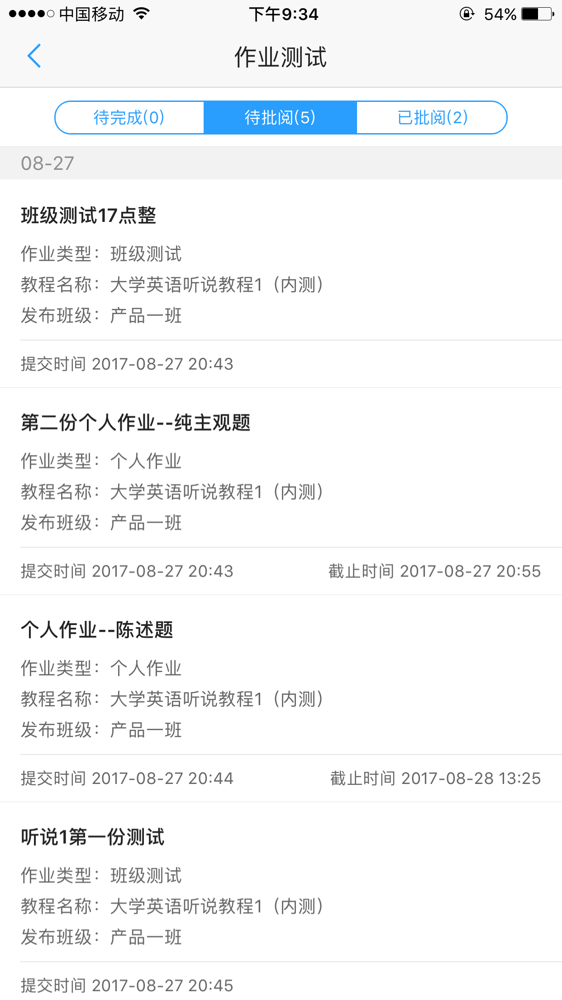 中国移动 下午9:34 54%
作业测试
待完成(0) 待批阅(5) 已批阅(2)
08-27
班级测试17点整
作业类型：班级测试
教程名称：大学英语听说教程1（内测）
发布班级：产品一班
提交时间 2017-08-27 20:43
第二份个人作业--纯主观题
作业类型：个人作业
教程名称：大学英语听说教程1（内测）
发布班级：产品一班
提交时间 2017-08-27 20:43 截止时间 2017-08-27 20:55
个人作业--陈述题
作业类型：个人作业
教程名称：大学英语听说教程1（内测）
发布班级：产品一班
提交时间 2017-08-27 20:44 截止时间 2017-08-28 13:25
听说1第一份测试
作业类型：班级测试
教程名称：大学英语听说教程1（内测）
发布班级：产品一班
提交时间 2017-08-27 20:45